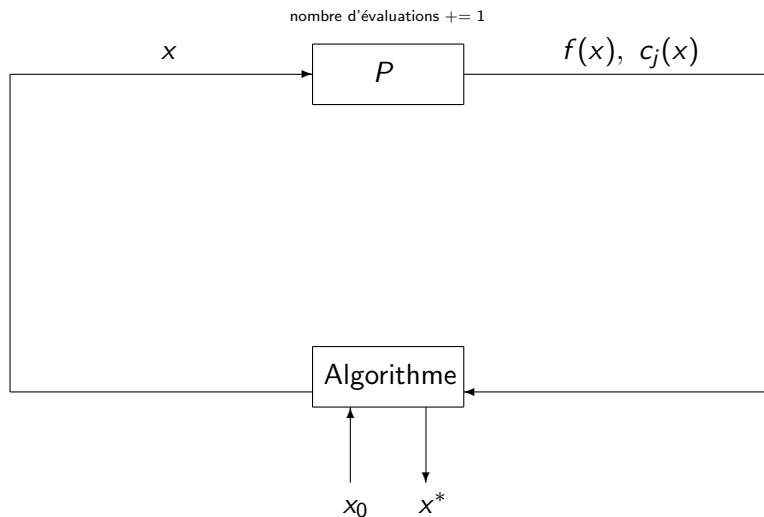 nombre d'évaluations += 1
x
P
f(x), c_j(x)
Algorithme
x_0
x*